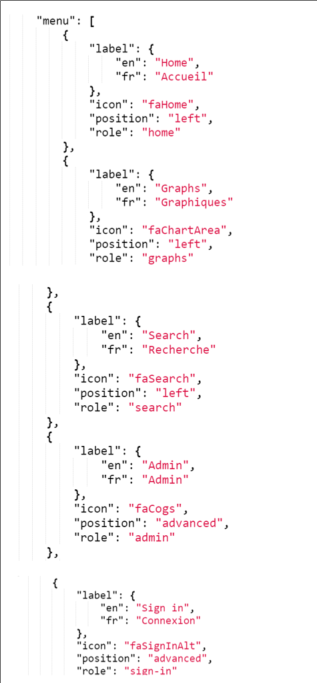 "menu": [
{
"label": {
"en": "Home",
"fr": "Accueil"
},
"icon": "faHome",
"position": "left",
"role": "home"
},
{
"label": {
"en": "Graphs",
"fr": "Graphiques"
},
"icon": "faChartArea",
"position": "left",
"role": "graphs"
},
{
"label": {
"en": "Search",
"fr": "Recherche"
},
"icon": "faSearch",
"position": "left",
"role": "search"
},
{
"label": {
"en": "Admin",
"fr": "Admin"
},
"icon": "faCogs",
"position": "advanced",
"role": "admin"
},
{
"label": {
"en": "Sign in",
"fr": "Connexion"
},
"icon": "faSignInAlt",
"position": "advanced",
"role": "sign-in"